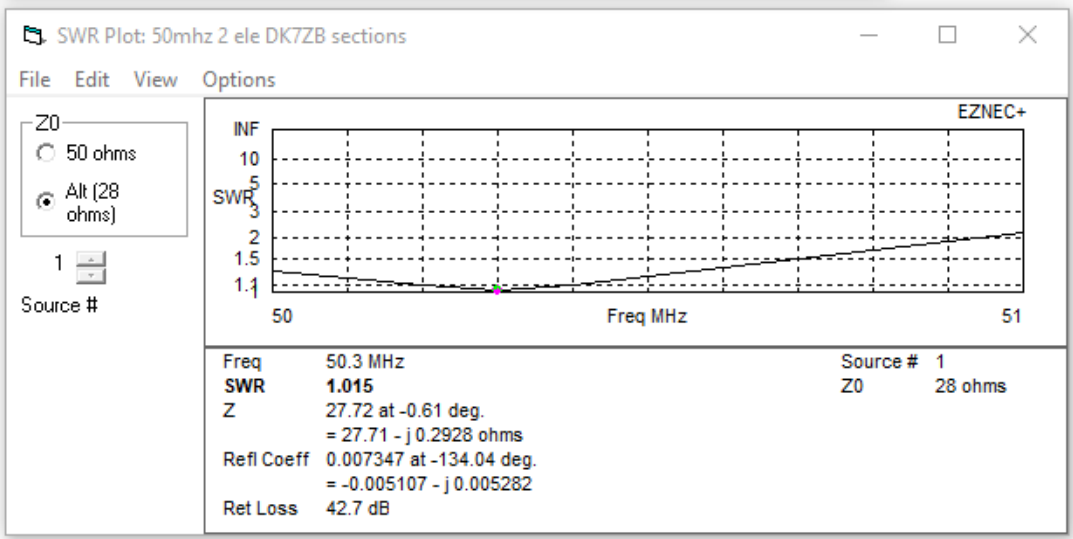 SWR Plot: 50mhz 2 ele DK7ZB sections
File Edit View Options
Z0
50 ohms
Alt (28
ohms)
1
Source #
EZNEC+
INF
10
5
SWR
3
2
1.5
1.1
1
50
Freq MHz
51
Freq 50.3 MHz
SWR 1.015
Z 27.72 at -0.61 deg.
= 27.71 - j 0.2928 ohms
Refl Coeff 0.007347 at -134.04 deg.
= -0.005107 - j 0.005282
Ret Loss 42.7 dB
Source # 1
Z0 28 ohms